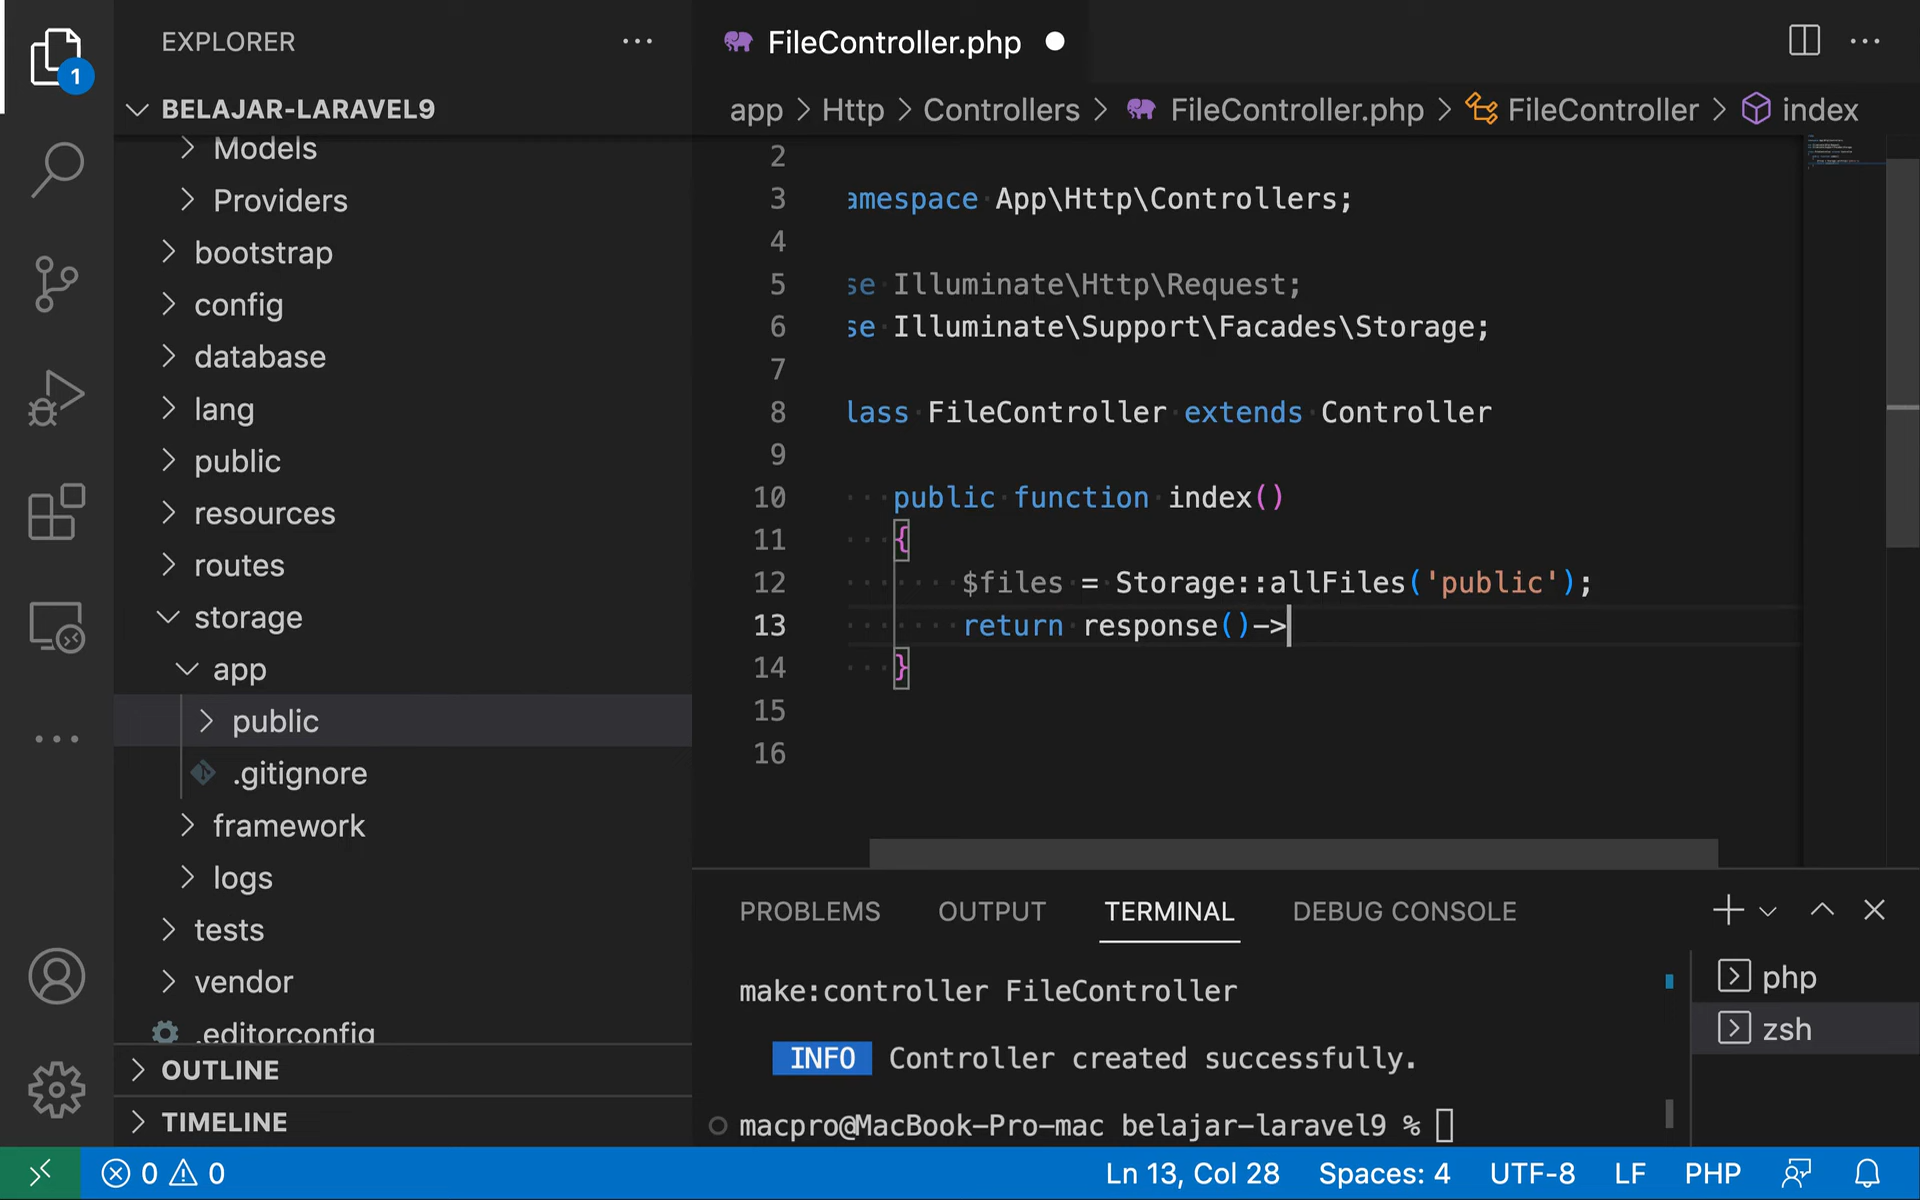 EXPLORER
BELAJAR-LARAVEL9
Models
Providers
bootstrap
config
database
lang
public
resources
routes
storage
app
public
.gitignore
framework
logs
tests
vendor
.editorconfig
OUTLINE
TIMELINE
1
FileController.php
app > Http > Controllers > FileController.php > FileController > index
2
3 amespace App\Http\Controllers;
4
5 se Illuminate\Http\Request;
6 se Illuminate\Support\Facades\Storage;
7
8 lass FileController extends Controller
9
10 public function index()
11 {
12 $files = Storage::allFiles('public');
13 return response()->
14 }
15
16
PROBLEMS OUTPUT TERMINAL DEBUG CONSOLE
make:controller FileController
INFO Controller created successfully.
macpro@MacBook-Pro-mac belajar-laravel9 %
php
zsh
0 0 Ln 13, Col 28 Spaces: 4 UTF-8 LF PHP